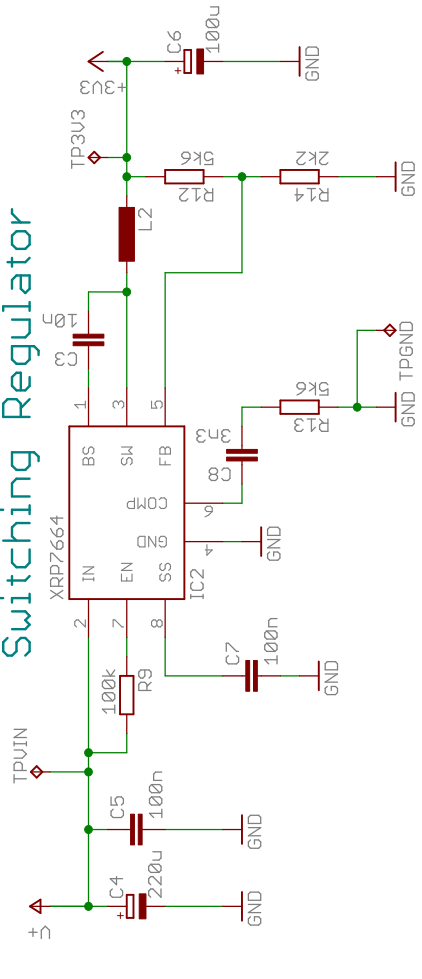 Switching Regulator
+V
TPVIN
C4
220u
GND
C5
100n
GND
R9
100k
XRP7664
IC2
2
IN
7
EN
8
SS
BS
1
SW
3
FB
5
COMP
6
GND
4
C7
100n
GND
GND
C3
10n
L2
C8
3n3
R13
5k6
GND
TPGND
R12
5k6
R14
2k2
GND
TP3V3
+3V3
C6
100u
GND